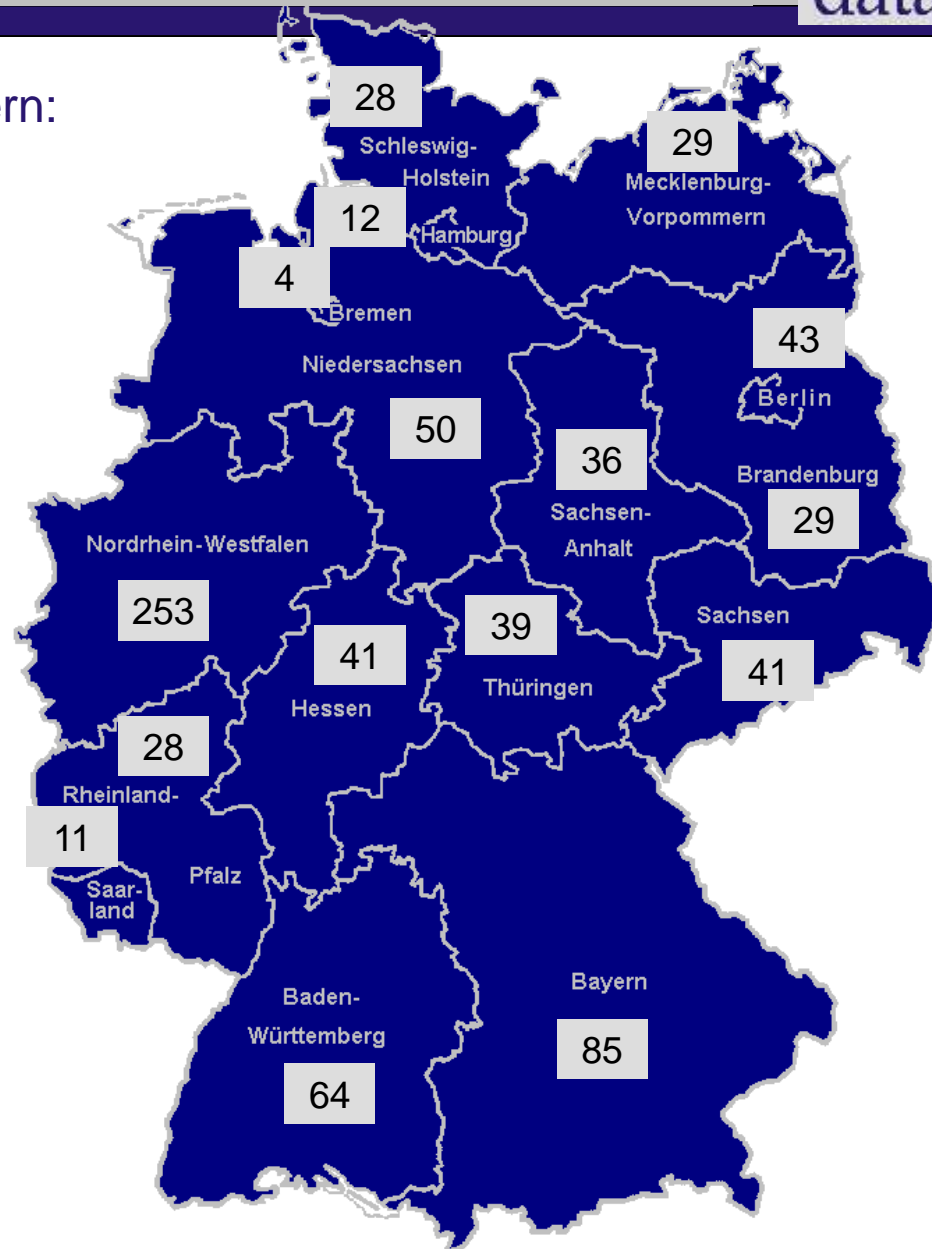 ern:
28
Schleswig-
Holstein
29
Mecklenburg-
Vorpommern
12
Hamburg
4
Bremen
Niedersachsen
50
43
Berlin
36
Sachsen-
Anhalt
Brandenburg
29
Nordrhein-Westfalen
253
41
Hessen
39
Thüringen
Sachsen
41
28
Rheinland-
Pfalz
11
Saar-
land
Baden-
Württemberg
64
Bayern
85